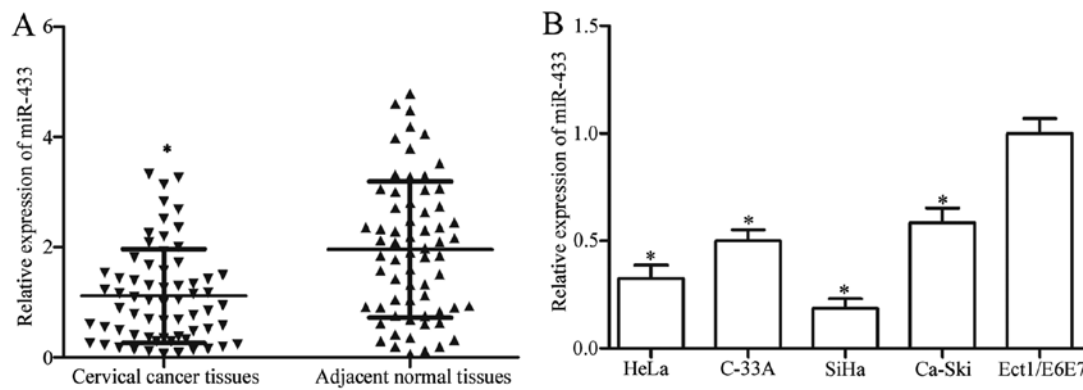 A
Relative expression of miR-433
6
4
2
0
*
Cervical cancer tissues
Adjacent normal tissues
B
Relative expression of miR-433
1.5
1.0
0.5
0.0
*
*
*
*
HeLa
C-33A
SiHa
Ca-Ski
Ect1/E6E7